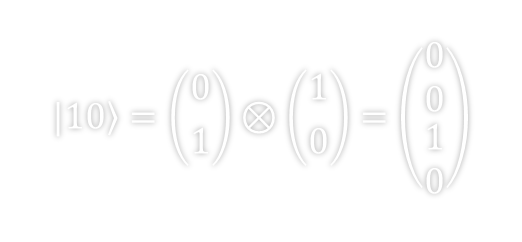 |10⟩ = (0 1) ⊗ (1 0) = (0 0 1 0)